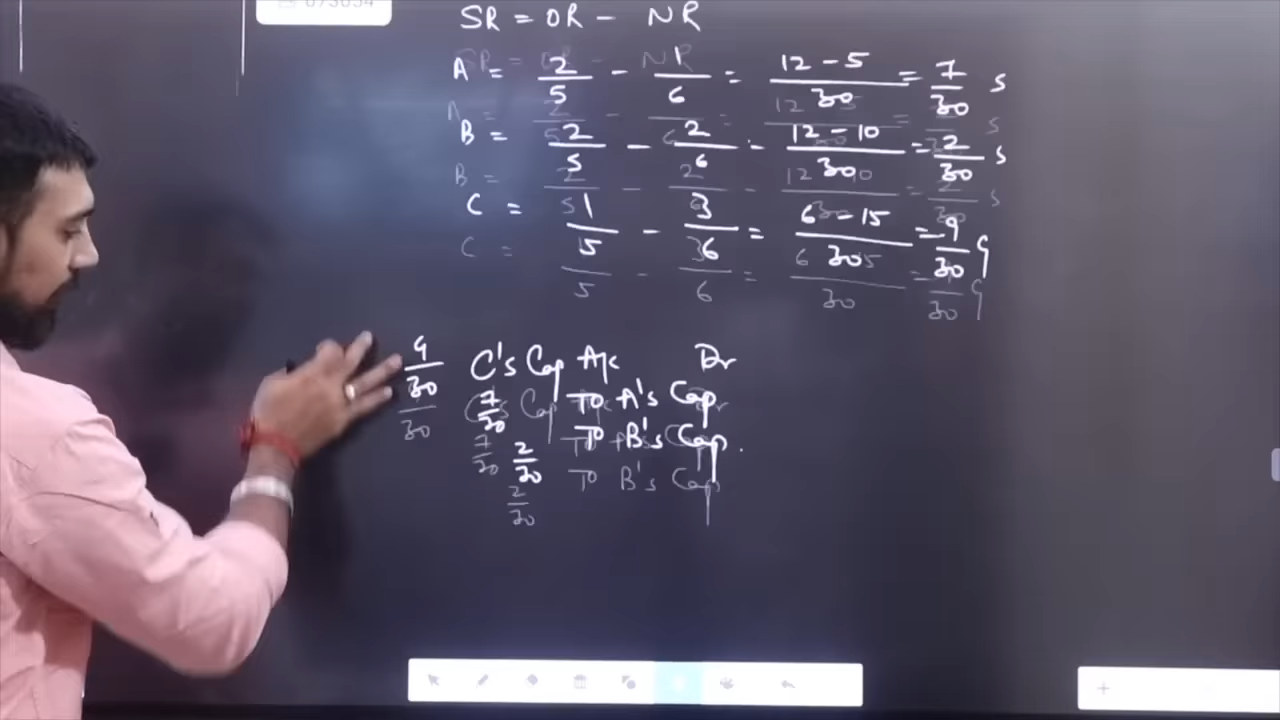 SR = OR - NR
A = 2/5 - 1/6 = 12 - 5/30 = 7/30 s
B = 2/5 - 2/6 = 12 - 10/30 = 2/30 s
C = 1/5 - 3/6 = 6 - 15/30 = -9/30 g
9/30 C's Cap A/c Dr
7/30 To A's Cap
2/30 To B's Cap.